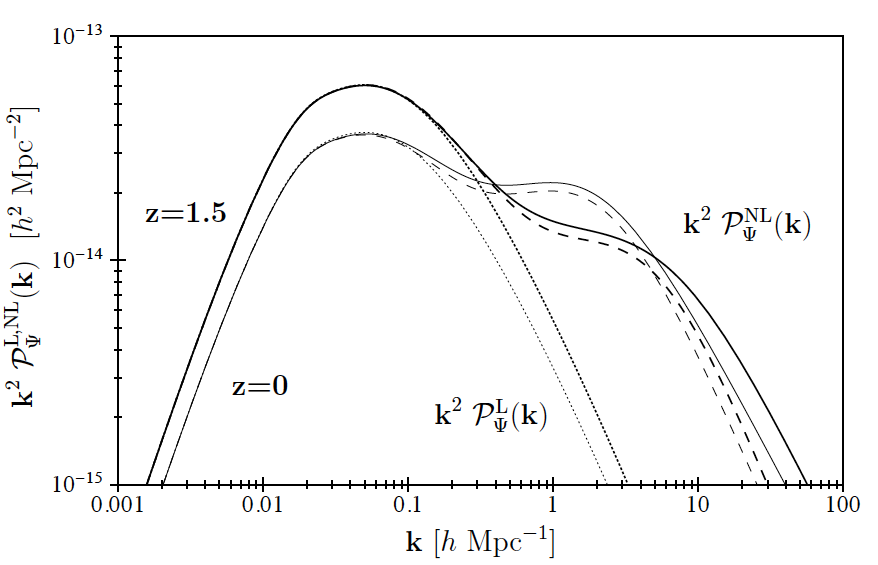 10⁻¹³
10⁻¹⁴
10⁻¹⁵
k² 𝒫_Ψ^{L,NL}(k) [h² Mpc⁻²]
z=1.5
z=0
k² 𝒫_Ψ^{NL}(k)
k² 𝒫_Ψ^{L}(k)
0.001 0.01 0.1 1 10 100
k [h Mpc⁻¹]